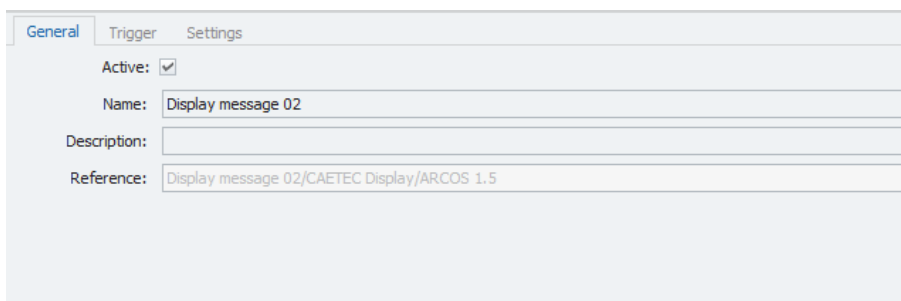 General Trigger Settings
Active:
Name: Display message 02
Description:
Reference: Display message 02/CAETEC Display/ARCOS 1.5